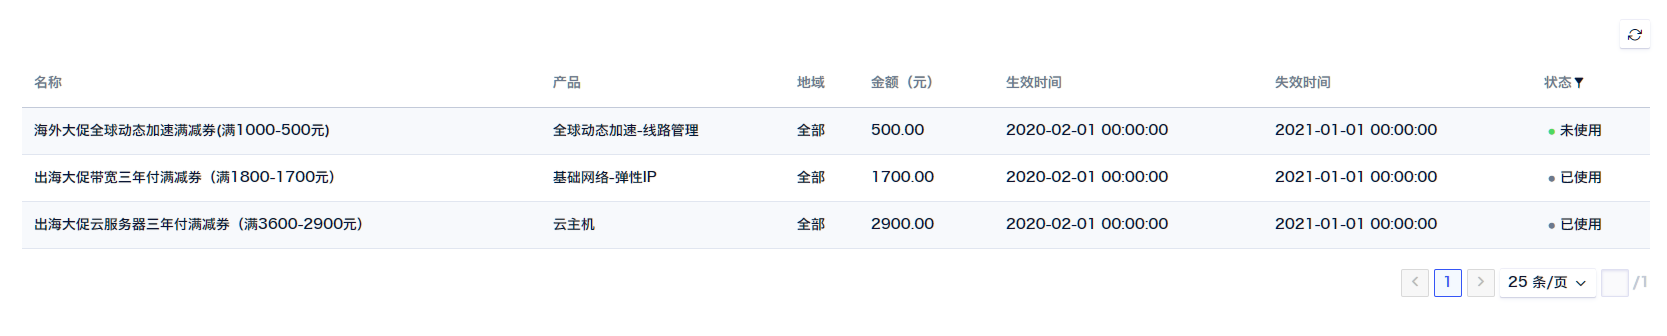 名称 产品 地域 金额（元） 生效时间 失效时间 状态
海外大促全球动态加速满减券(满1000-500元) 全球动态加速-线路管理 全部 500.00 2020-02-01 00:00:00 2021-01-01 00:00:00 未使用
出海大促带宽三年付满减券（满1800-1700元） 基础网络-弹性IP 全部 1700.00 2020-02-01 00:00:00 2021-01-01 00:00:00 已使用
出海大促云服务器三年付满减券（满3600-2900元） 云主机 全部 2900.00 2020-02-01 00:00:00 2021-01-01 00:00:00 已使用
1 25 条/页 /1